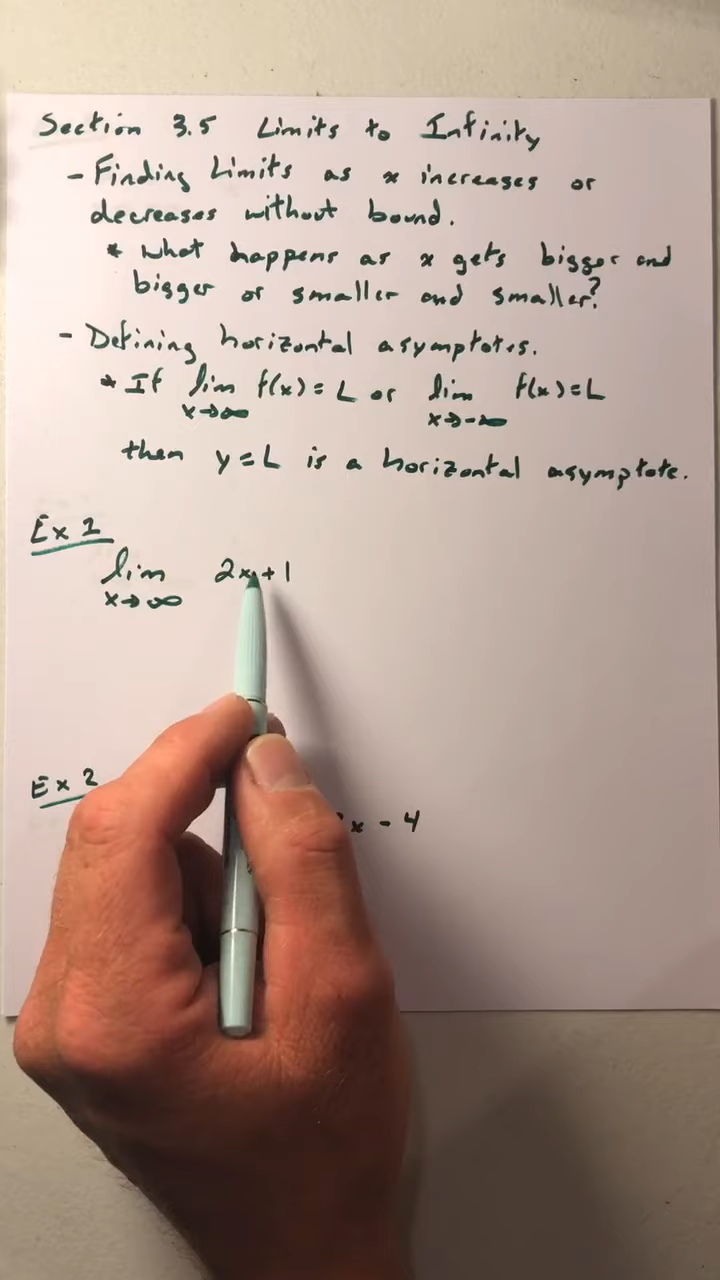 Section 3.5 Limits to Infinity
- Finding Limits as x increases or
decreases without bound.
* What happens as x gets bigger and
bigger or smaller and smaller?
- Defining horizontal asymptotes.
* If lim f(x) = L or lim f(x) = L
x→∞ x→-∞
then y = L is a horizontal asymptote.
Ex 1
lim 2x + 1
x→∞
Ex 2
x - 4